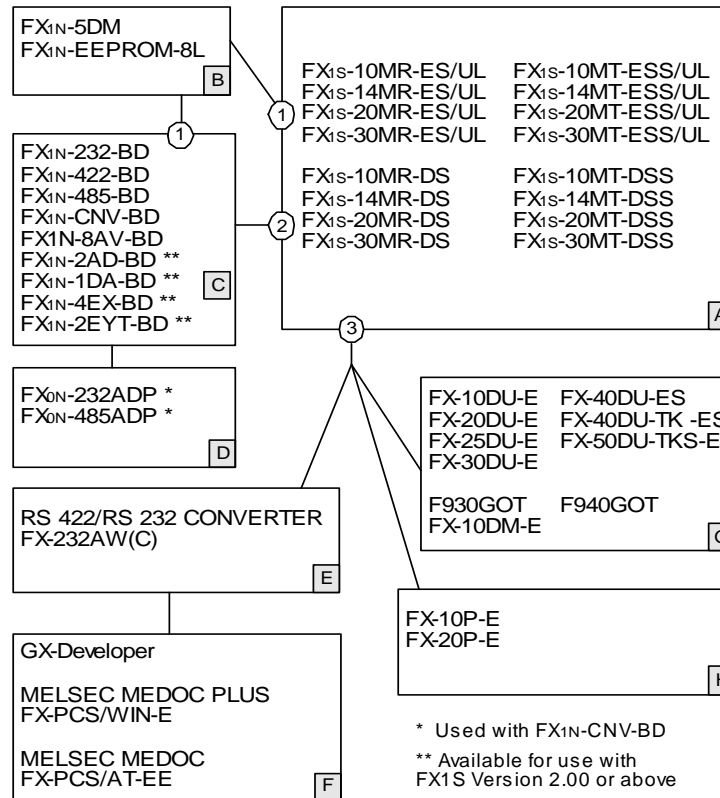 FX1N-5DM
FX1N-EEPROM-8L
B
1
FX1N-232-BD
FX1N-422-BD
FX1N-485-BD
FX1N-CNV-BD
FX1N-8AV-BD
FX1N-2AD-BD **
FX1N-1DA-BD **
FX1N-4EX-BD **
FX1N-2EYT-BD **
C
FX0N-232ADP *
FX0N-485ADP *
D
1
2
FX1S-10MR-ES/UL FX1S-10MT-ESS/UL
FX1S-14MR-ES/UL FX1S-14MT-ESS/UL
FX1S-20MR-ES/UL FX1S-20MT-ESS/UL
FX1S-30MR-ES/UL FX1S-30MT-ESS/UL
FX1S-10MR-DS FX1S-10MT-DSS
FX1S-14MR-DS FX1S-14MT-DSS
FX1S-20MR-DS FX1S-20MT-DSS
FX1S-30MR-DS FX1S-30MT-DSS
A
3
RS 422/RS 232 CONVERTER
FX-232AW(C)
E
GX-Developer
MELSEC MEDOC PLUS
FX-PCS/WIN-E
MELSEC MEDOC
FX-PCS/AT-EE
F
FX-10DU-E FX-40DU-ES
FX-20DU-E FX-40DU-TK -ES
FX-25DU-E FX-50DU-TKS-E
FX-30DU-E
F930GOT F940GOT
FX-10DM-E
FX-10P-E
FX-20P-E
* Used with FX1N-CNV-BD
** Available for use with
FX1S Version 2.00 or above